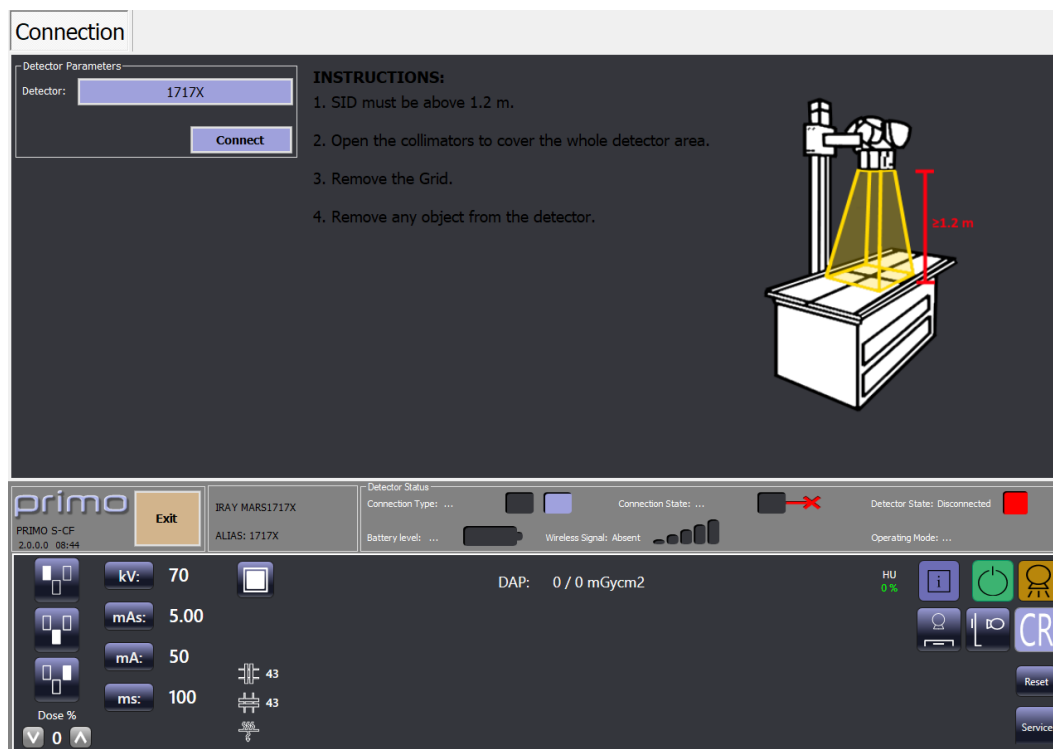 Connection
Detector Parameters
Detector: 1717X
Connect
INSTRUCTIONS:
1. SID must be above 1.2 m.
2. Open the collimators to cover the whole detector area.
3. Remove the Grid.
4. Remove any object from the detector.
≥1.2 m
primo
PRIMO S-CF
2.0.0.0 08:44
Exit
IRAY MARS1717X
ALIAS: 1717X
Detector Status
Connection Type: ...
Connection State: ...
Detector State: Disconnected
Battery level: ...
Wireless Signal: Absent
Operating Mode: ...
kV: 70
mAs: 5.00
mA: 50
ms: 100
Dose %
0
43
43
DAP: 0 / 0 mGycm2
HU
0 %
i
CR
Reset
Service